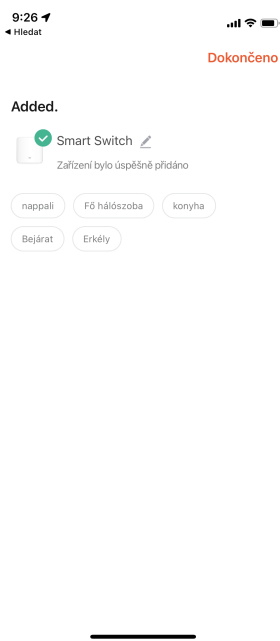 9:26
Hledat
Dokončeno
Added.
Smart Switch
Zařízení bylo úspěšně přidáno
nappali
Fő hálószoba
konyha
Bejárat
Erkély